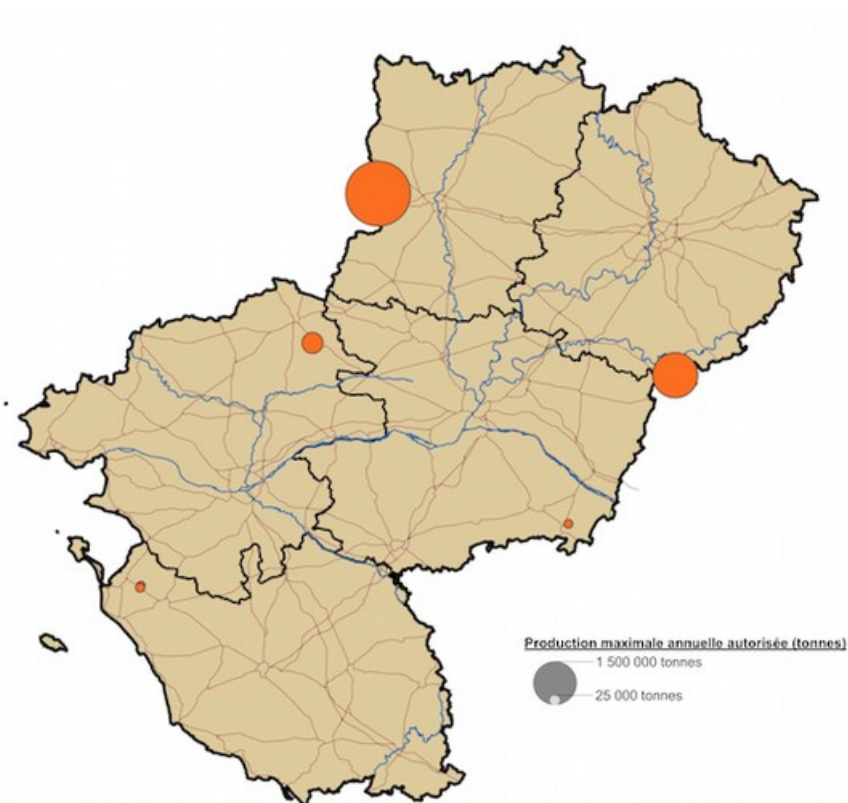 Production maximale annuelle autorisée (tonnes)
1 500 000 tonnes
25 000 tonnes